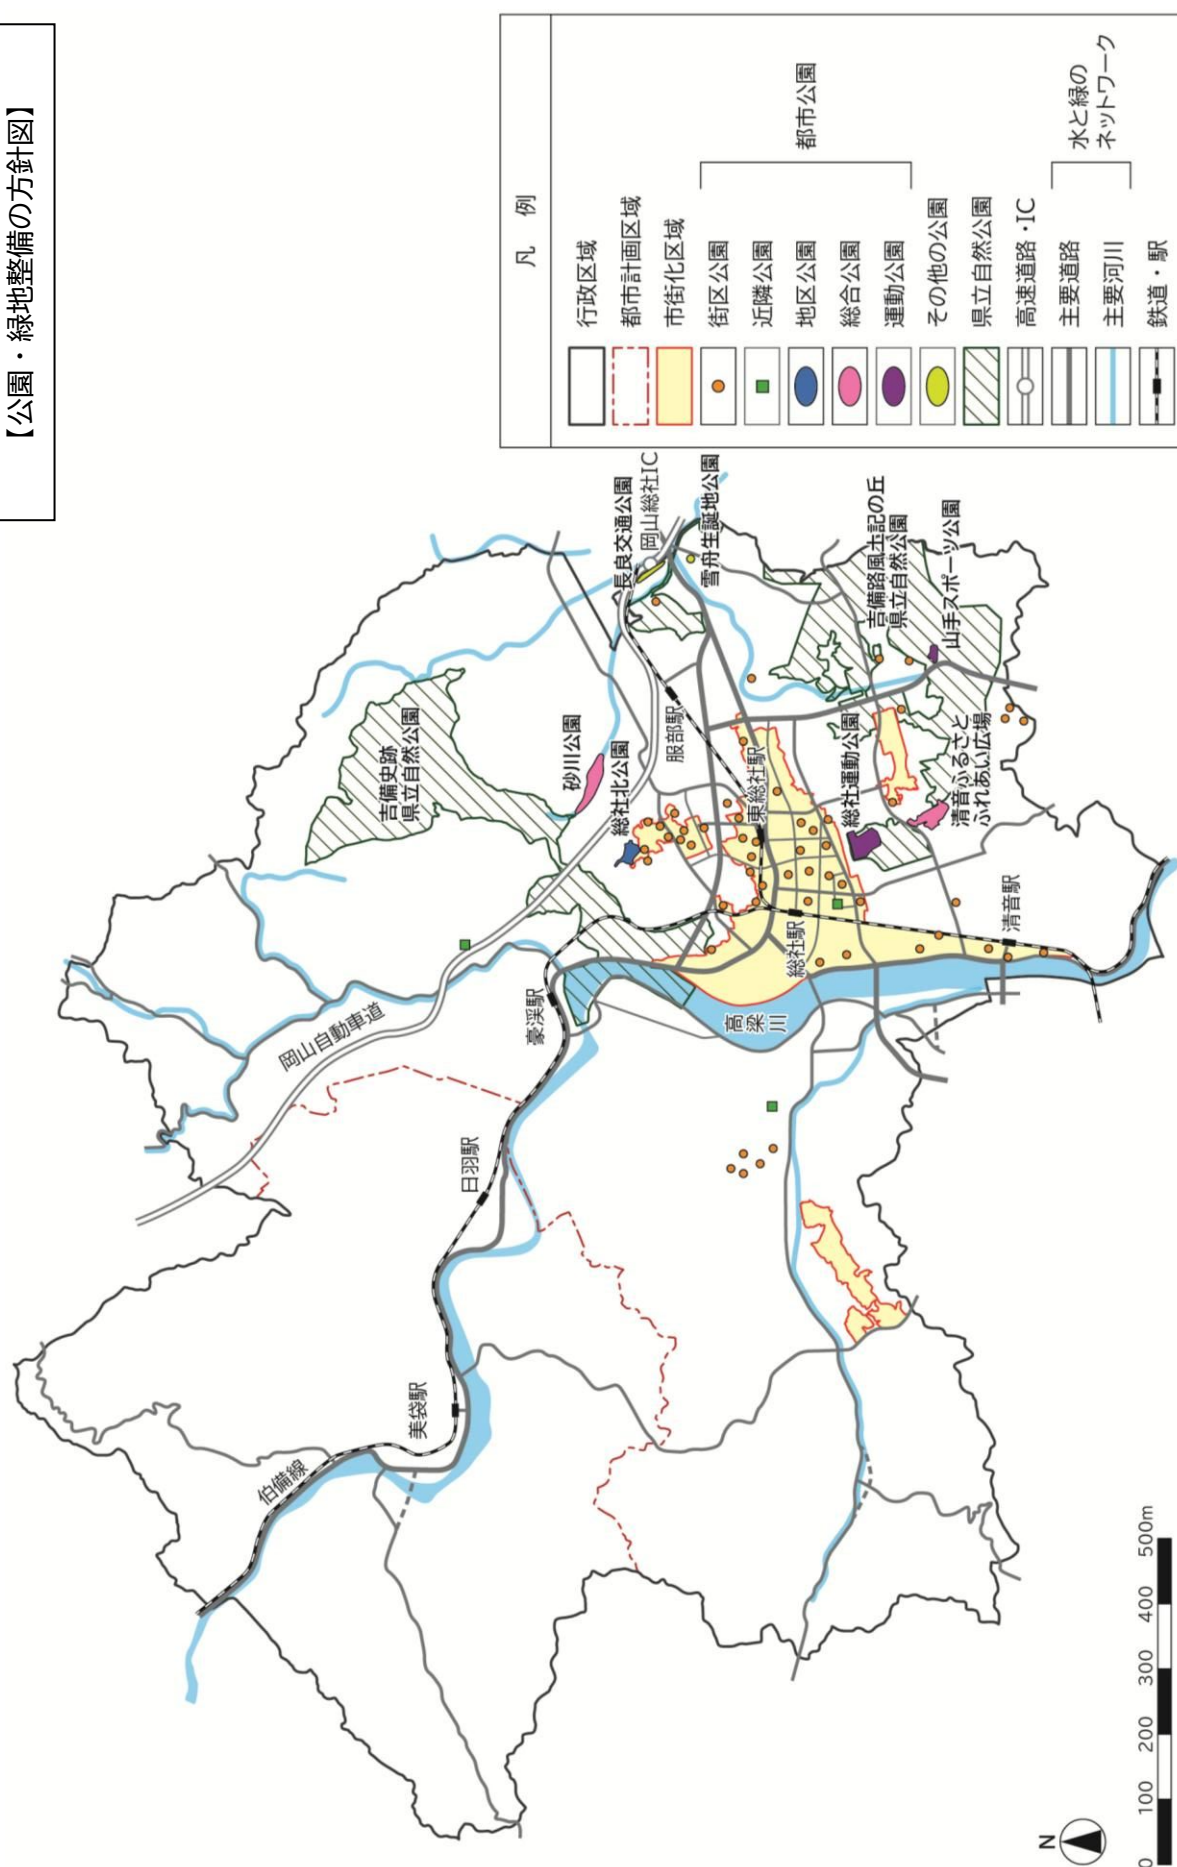 【公園・緑地整備の方針図】
凡 例
行政区域
都市計画区域
市街化区域
街区公園
近隣公園
地区公園
総合公園
運動公園
都市公園
その他の公園
県立自然公園
高速道路・IC
主要道路
主要河川
水と緑の
ネットワーク
鉄道・駅
伯備線
美袋駅
日羽駅
岡山自動車道
豪渓駅
吉備史跡
県立自然公園
砂川公園
総社北公園
服部駅
長良交通公園
岡山総社IC
雪舟生誕地公園
東総社駅
総社駅
高
梁
川
総社運動公園
吉備路風土記の丘
県立自然公園
山手スポーツ公園
清音ふるさと
ふれあい広場
清音駅
N
0 100 200 300 400 500m